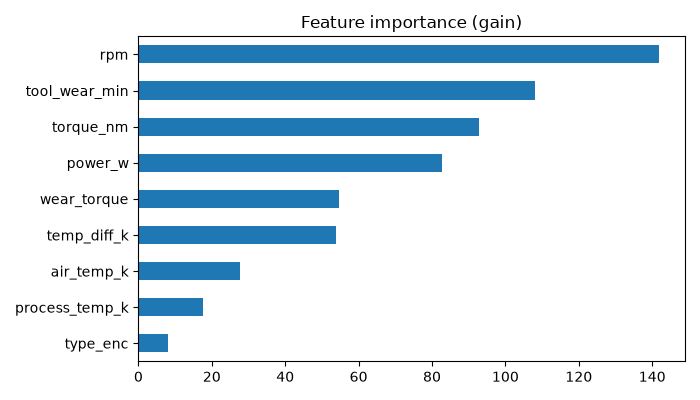 Feature importance (gain)
rpm
tool_wear_min
torque_nm
power_w
wear_torque
temp_diff_k
air_temp_k
process_temp_k
type_enc
0 20 40 60 80 100 120 140